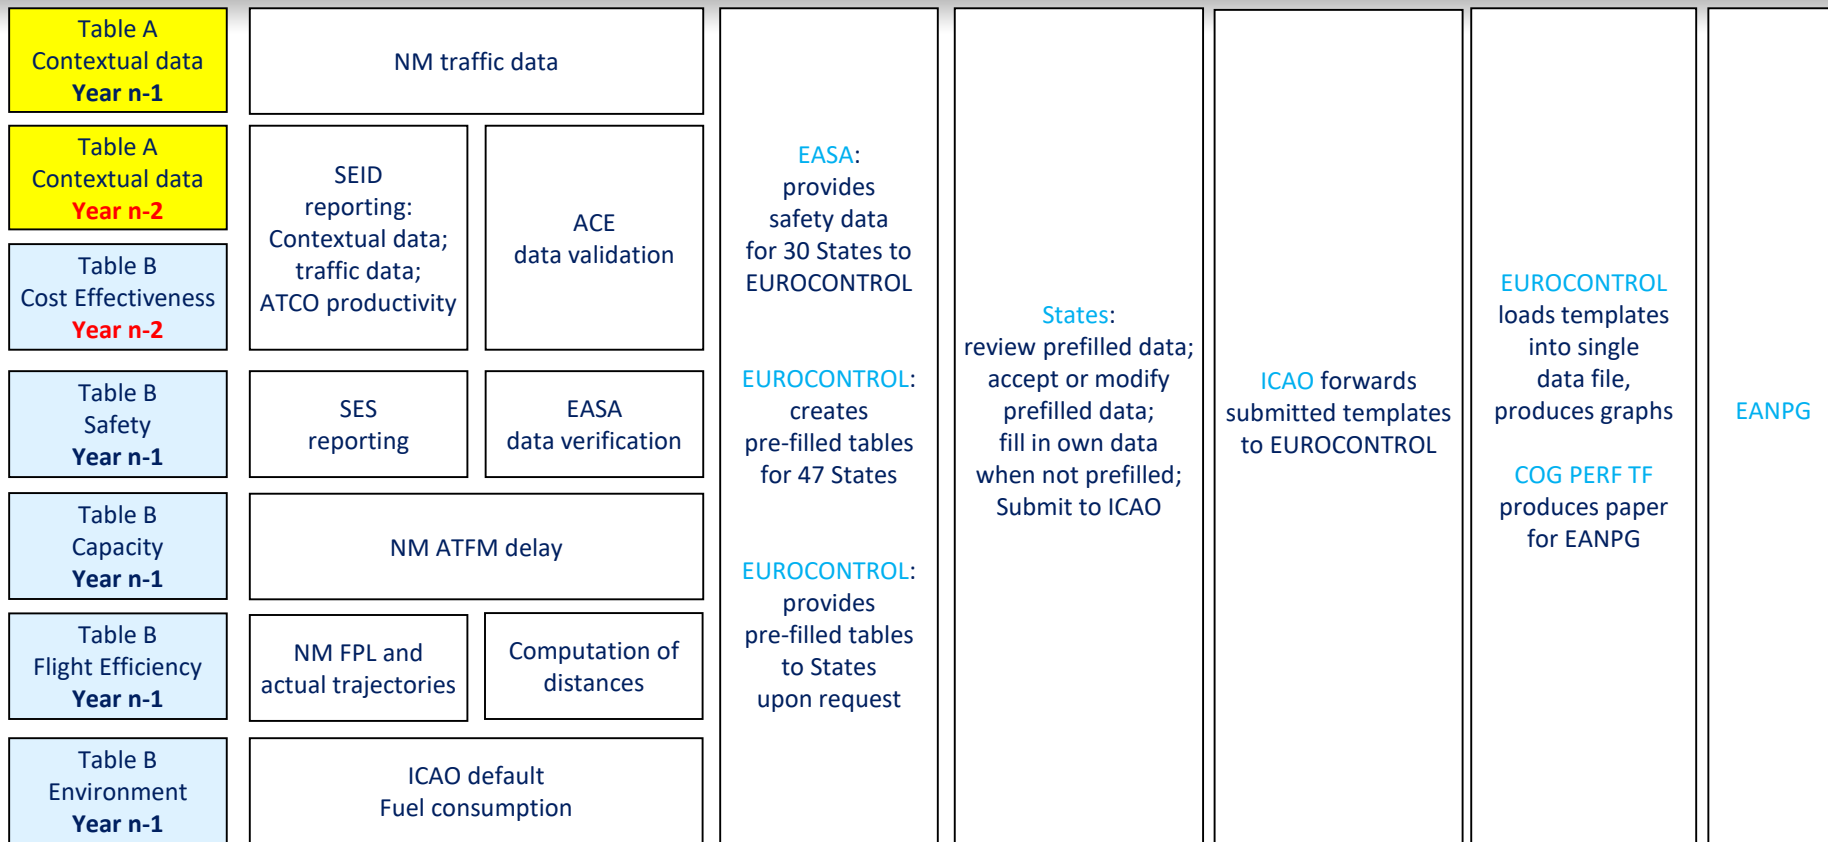 Table A
Contextual data
Year n-1
NM traffic data
Table A
Contextual data
Year n-2
SEID
reporting:
Contextual data;
traffic data;
ATCO productivity
ACE
data validation
Table B
Cost Effectiveness
Year n-2
Table B
Safety
Year n-1
SES
reporting
EASA
data verification
Table B
Capacity
Year n-1
NM ATFM delay
Table B
Flight Efficiency
Year n-1
NM FPL and
actual trajectories
Computation of
distances
Table B
Environment
Year n-1
ICAO default
Fuel consumption
EASA:
provides
safety data
for 30 States to
EUROCONTROL
EUROCONTROL:
creates
pre-filled tables
for 47 States
EUROCONTROL:
provides
pre-filled tables
to States
upon request
States:
review prefilled data;
accept or modify
prefilled data;
fill in own data
when not prefilled;
Submit to ICAO
ICAO forwards
submitted templates
to EUROCONTROL
EUROCONTROL
loads templates
into single
data file,
produces graphs
COG PERF TF
produces paper
for EANPG
EANPG